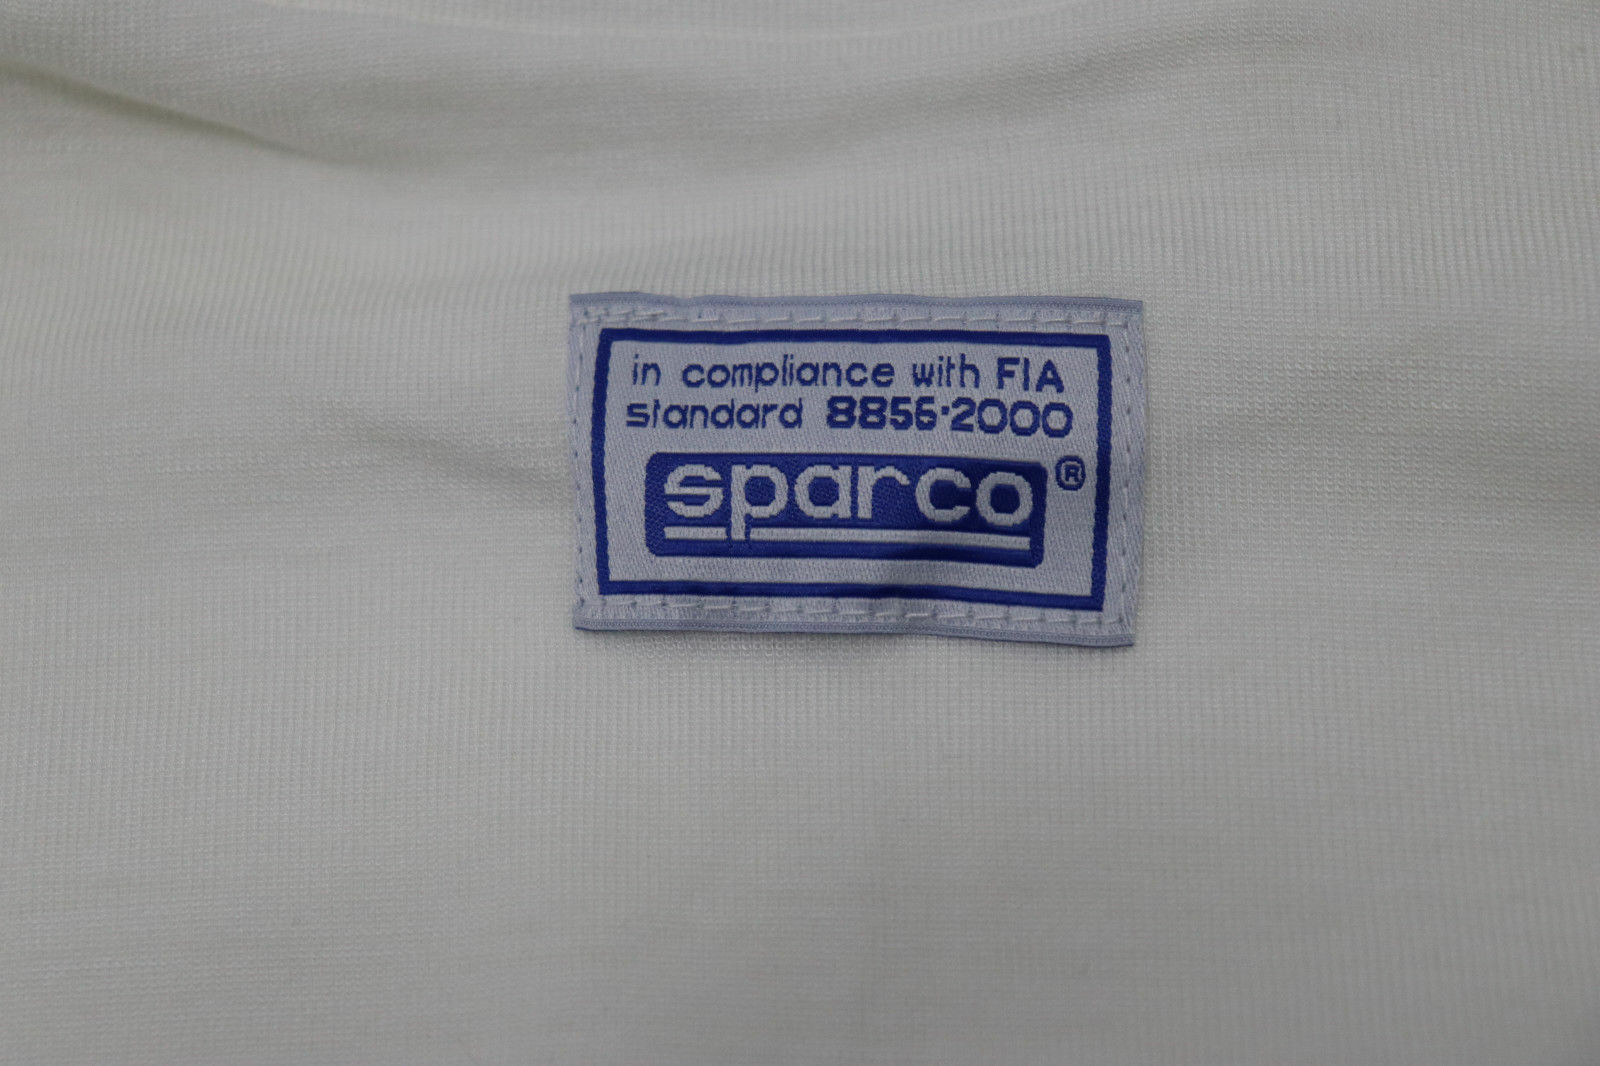 in compliance with FIA
standard 8856-2000
sparco®